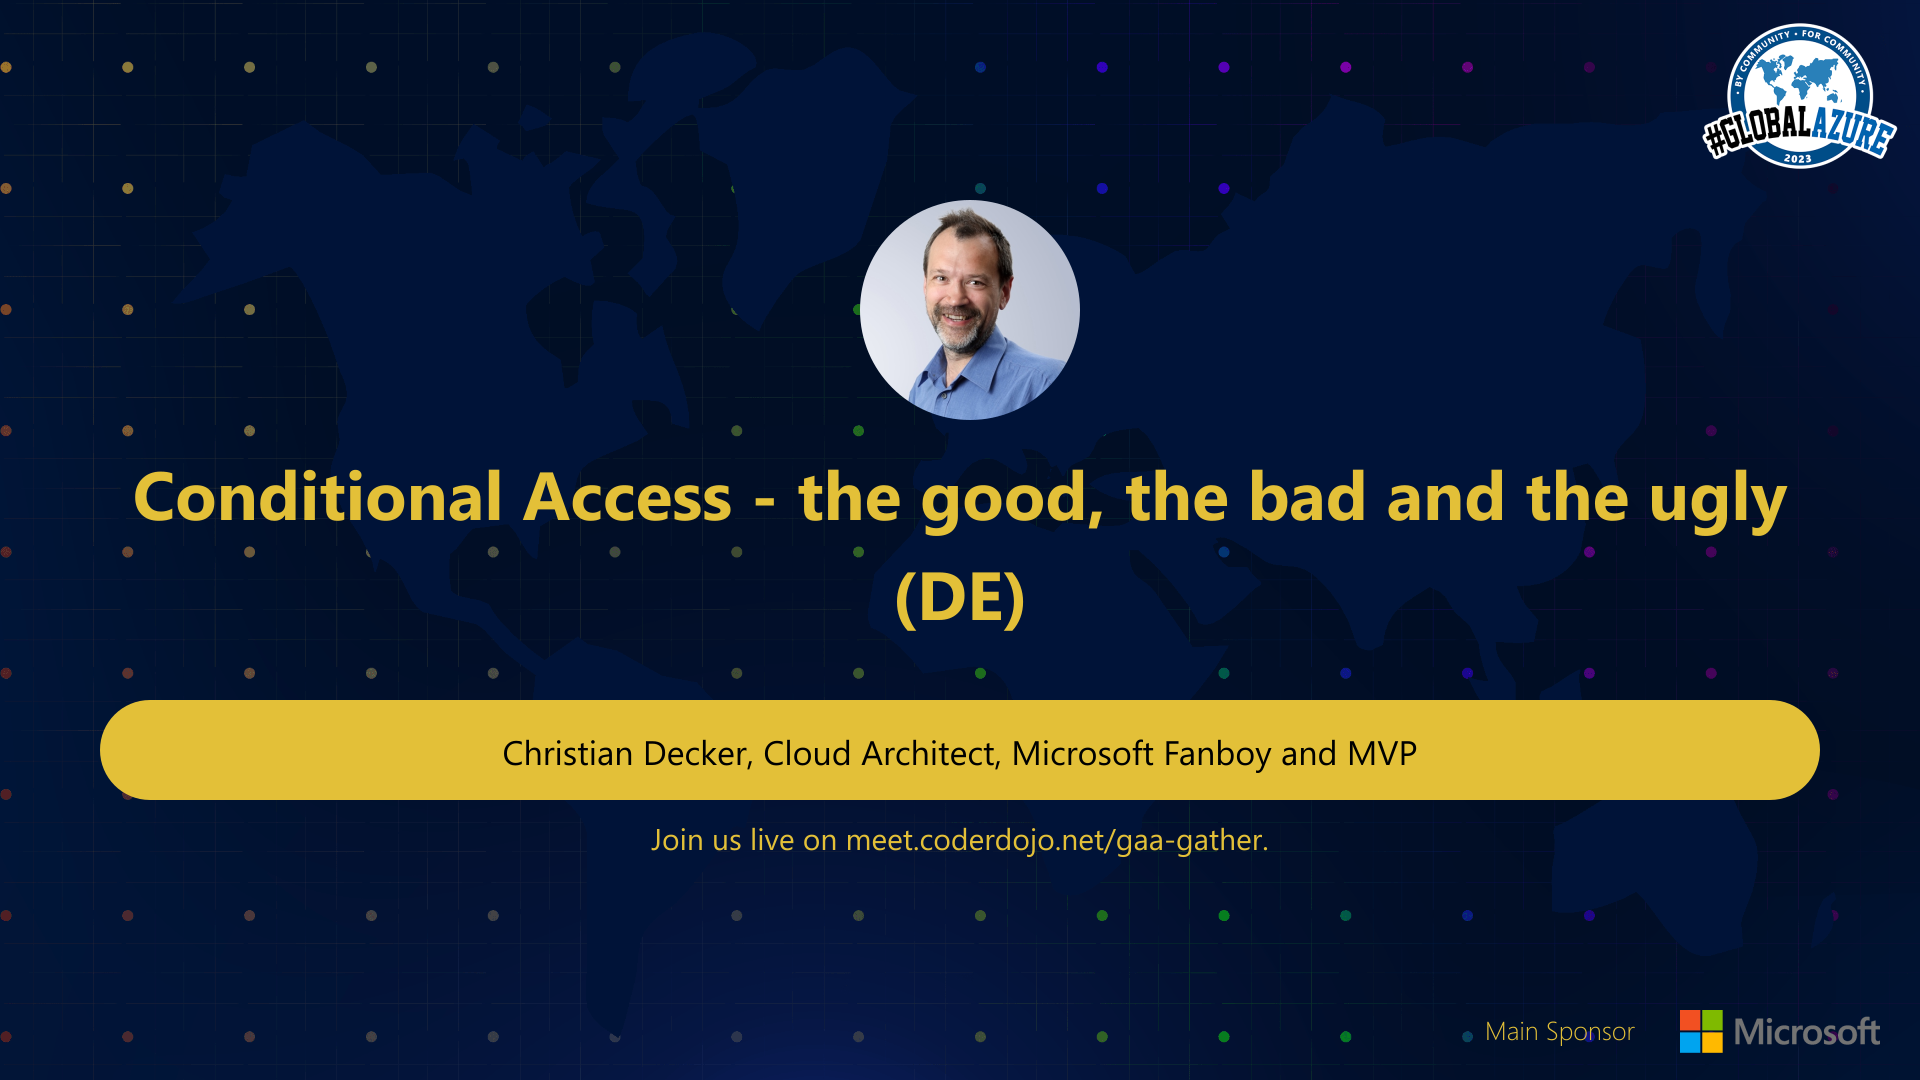 • BY COMMUNITY • FOR COMMUNITY •
#GLOBALAZURE
2023
Conditional Access - the good, the bad and the ugly
(DE)
Christian Decker, Cloud Architect, Microsoft Fanboy and MVP
Join us live on meet.coderdojo.net/gaa-gather.
Main Sponsor
Microsoft